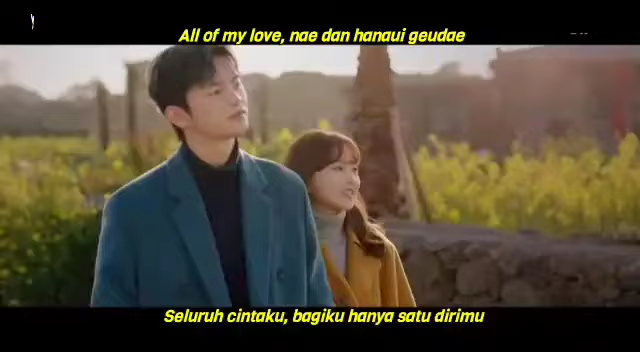 All of my love, nae dan hanaui geudae
Seluruh cintaku, bagiku hanya satu dirimu